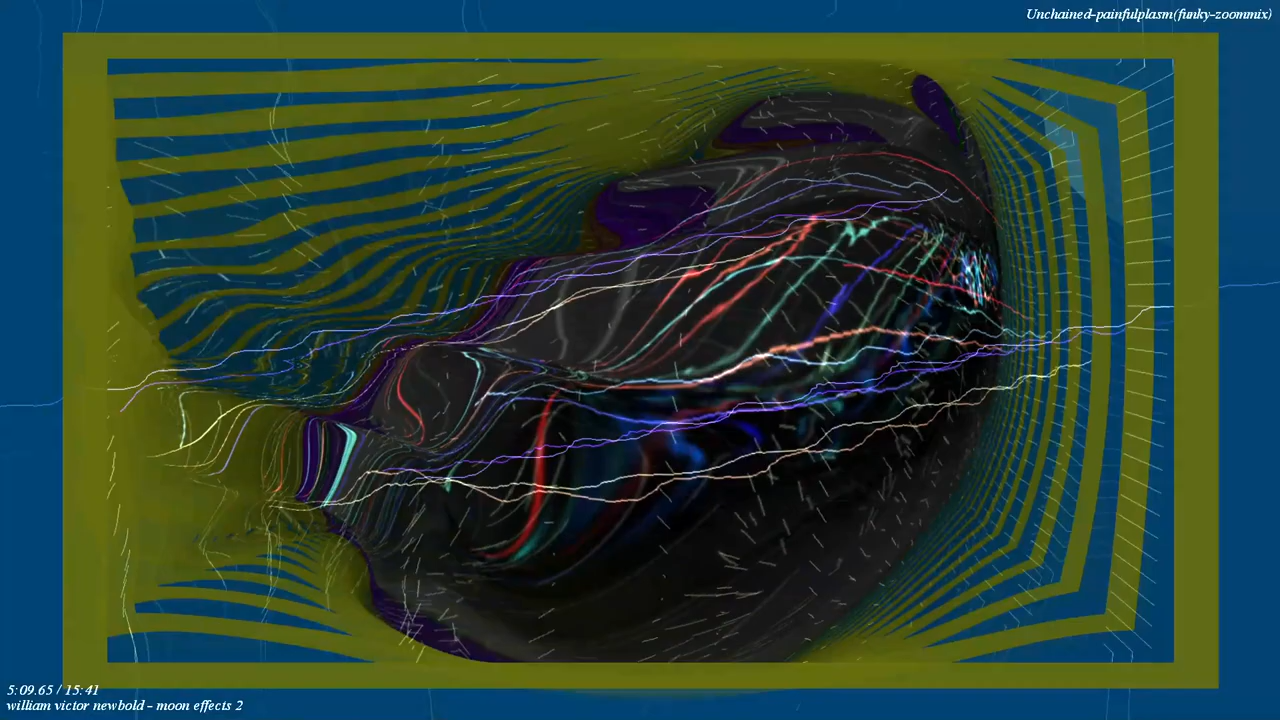 Unchained-painfulplasm(funky-zoommix)
5:09.65 / 15:41
william victor newbold - moon effects 2